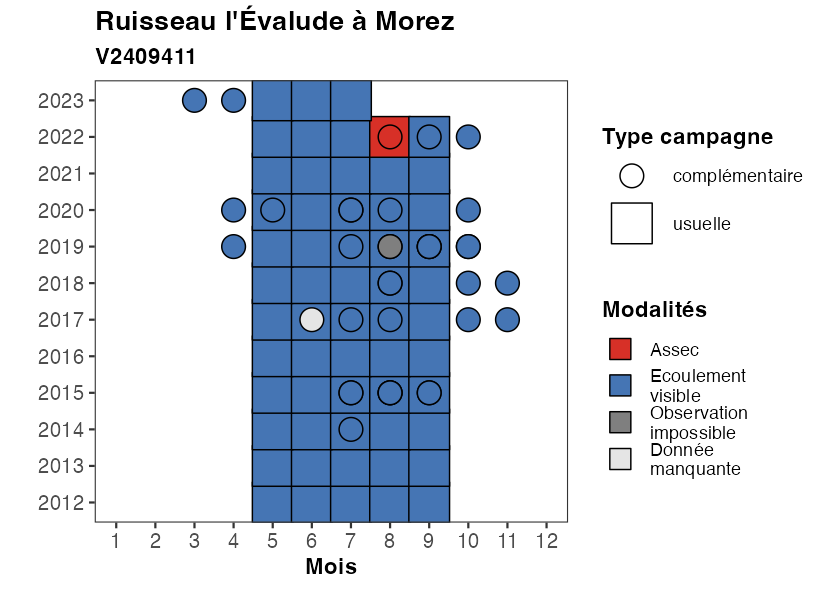 Ruisseau l'Évalude à Morez
V2409411
2023
2022
2021
2020
2019
2018
2017
2016
2015
2014
2013
2012
1 2 3 4 5 6 7 8 9 10 11 12
Mois
Type campagne
complémentaire
usuelle
Modalités
Assec
Ecoulement
visible
Observation
impossible
Donnée
manquante